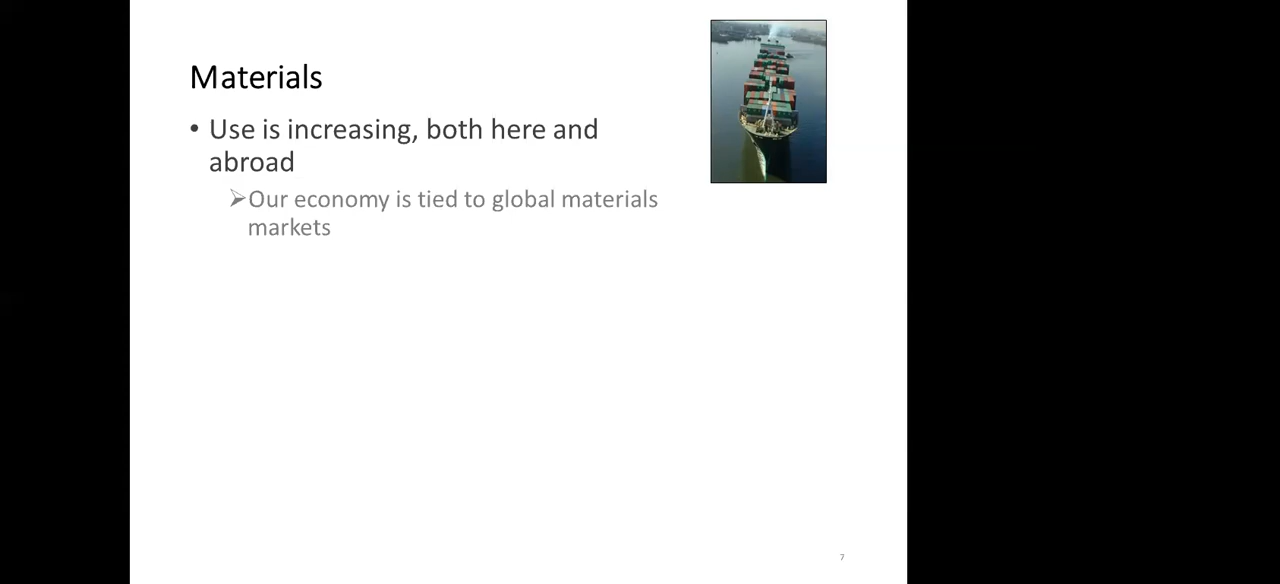 Materials
• Use is increasing, both here and
abroad
➢Our economy is tied to global materials
markets
7